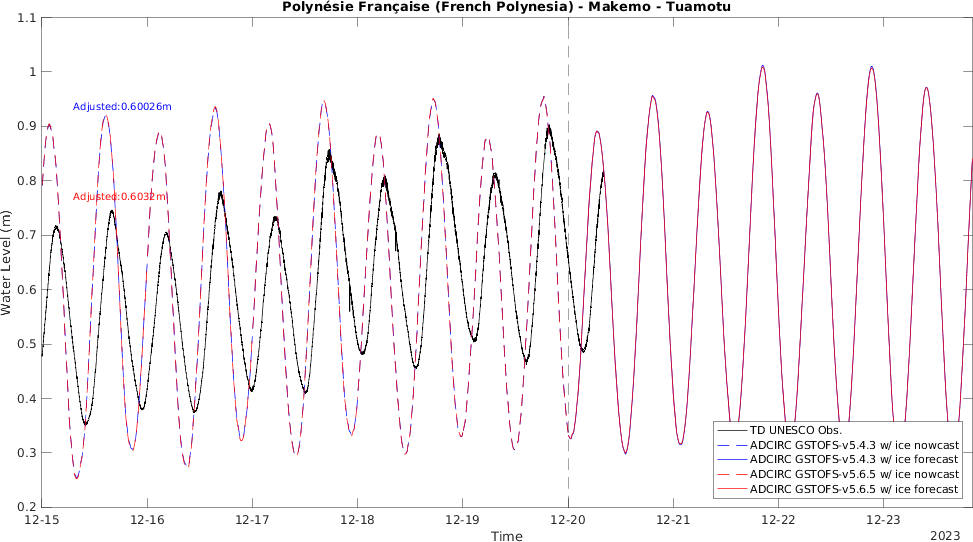 Polynésie Française (French Polynesia) - Makemo - Tuamotu
1.1
1
0.9
0.8
0.7
0.6
0.5
0.4
0.3
0.2
Water Level (m)
Adjusted:0.60026m
Adjusted:0.6032m
TD UNESCO Obs.
ADCIRC GSTOFS-v5.4.3 w/ ice nowcast
ADCIRC GSTOFS-v5.4.3 w/ ice forecast
ADCIRC GSTOFS-v5.6.5 w/ ice nowcast
ADCIRC GSTOFS-v5.6.5 w/ ice forecast
12-15 12-16 12-17 12-18 12-19 12-20 12-21 12-22 12-23
Time
2023